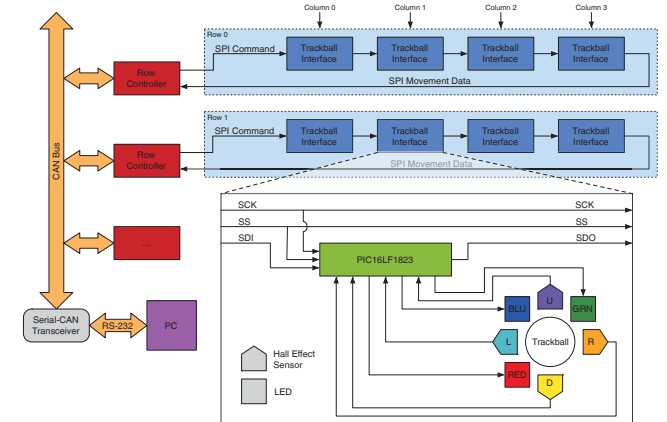 Column 0
Column 1
Column 2
Column 3
Row 0
SPI Command
Trackball
Interface
Trackball
Interface
Trackball
Interface
Trackball
Interface
Row
Controller
SPI Movement Data
Row 1
SPI Command
Trackball
Interface
Trackball
Interface
Trackball
Interface
Trackball
Interface
Row
Controller
SPI Movement Data
CAN Bus
...
SCK
SCK
SS
SS
SDI
SDO
PIC16LF1823
Serial-CAN
Transceiver
RS-232
PC
BLU
U
GRN
L
Trackball
R
RED
D
Hall Effect
Sensor
LED